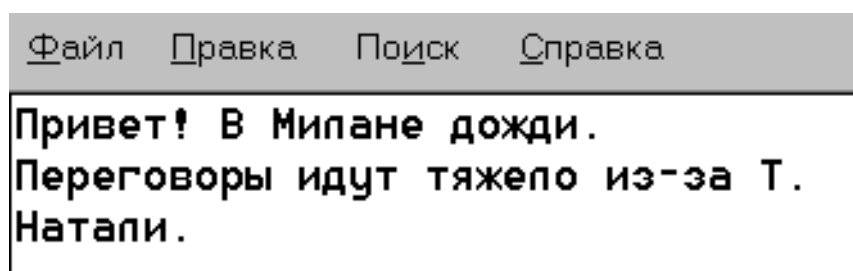 Файл Правка Поиск Справка
Привет! В Милане дожди.
Переговоры идут тяжело из-за Т.
Натали.